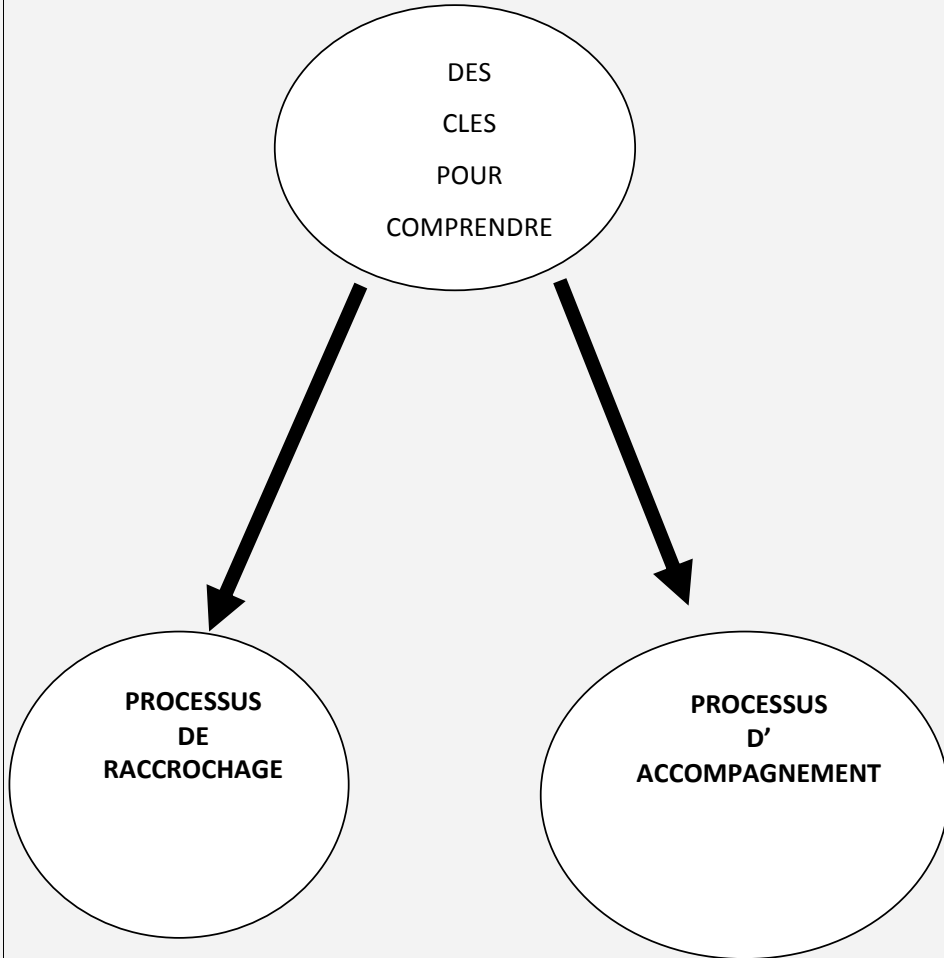 DES
CLES
POUR
COMPRENDRE
PROCESSUS
DE
RACCROCHAGE
PROCESSUS
D’
ACCOMPAGNEMENT